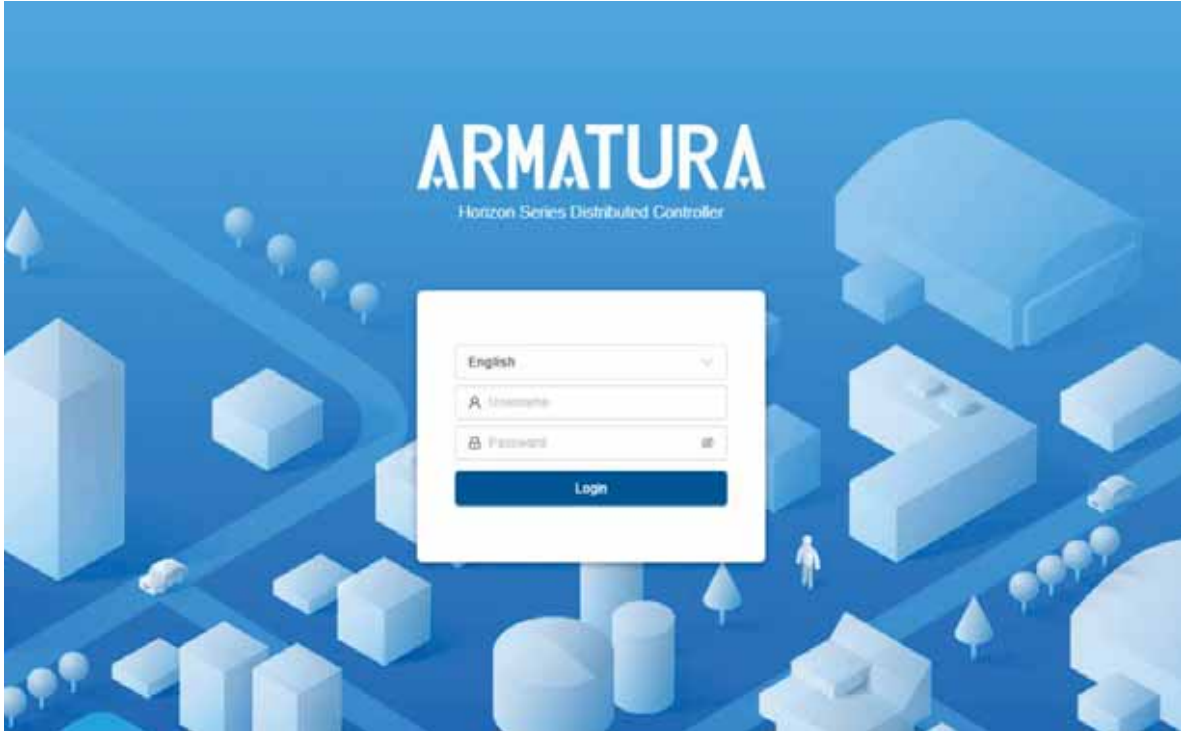 ARMATURA
Horizon Series Distributed Controller
English
Username
Password
Login